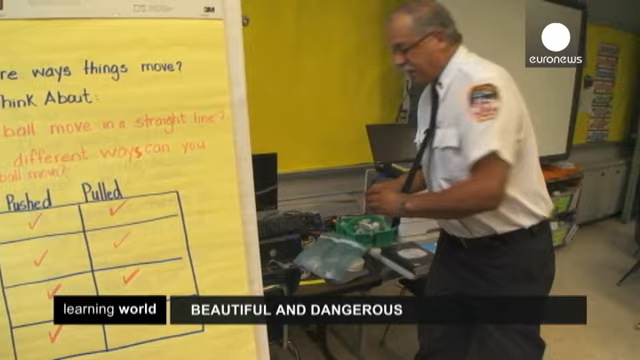 3M
euronews
re ways things move?
hink About:
ball move in a straight line?
different ways can you
ball move?
Pushed Pulled
learning world BEAUTIFUL AND DANGEROUS